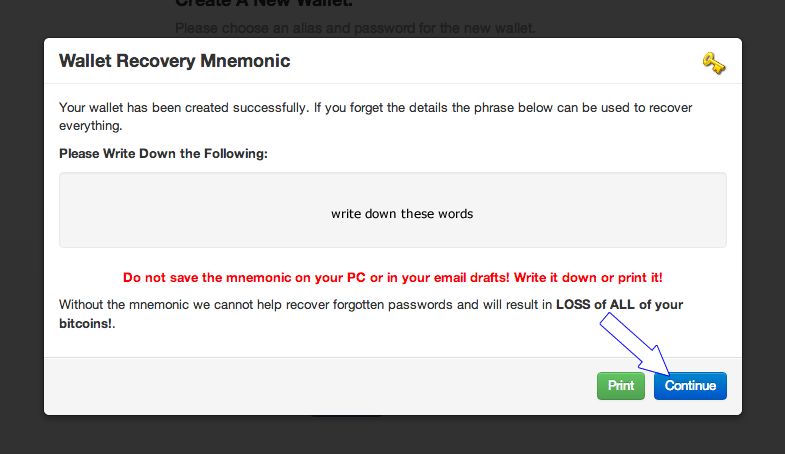 Create A New Wallet.
Please choose an alias and password for the new wallet.
Wallet Recovery Mnemonic
Your wallet has been created successfully. If you forget the details the phrase below can be used to recover
everything.
Please Write Down the Following:
write down these words
Do not save the mnemonic on your PC or in your email drafts! Write it down or print it!
Without the mnemonic we cannot help recover forgotten passwords and will result in LOSS of ALL of your
bitcoins!.
Print Continue